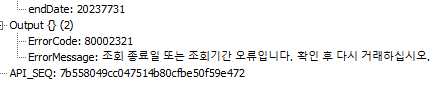 endDate: 20237731
Output {} (2)
ErrorCode: 80002321
ErrorMessage: 조회 종료일 또는 조회기간 오류입니다. 확인 후 다시 거래하십시오.
API_SEQ: 7b558049cc047514b80cfbe50f59e472